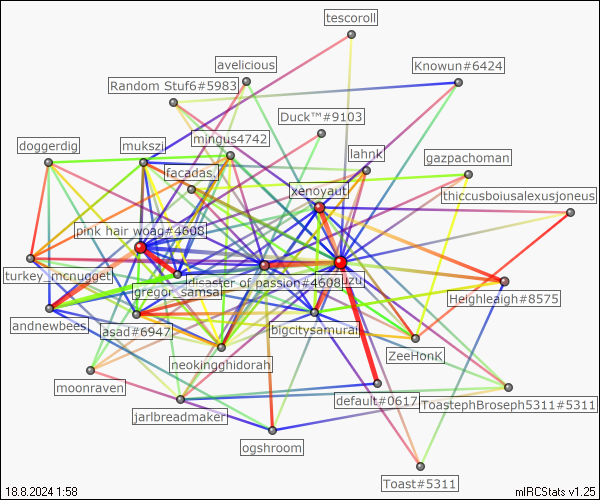 tescoroll
avelicious
Knowun#6424
Random Stuf6#5983
Duck™#9103
mingus4742
doggerdig
mukszi
lahnk
gazpachoman
facadas.
xenoyaut
thiccusboiusalexusjoneus
pink hair woag#4608
turkey_mcnugget
disaster of passion#4608
uzu
gregor_samsa
Heighleaigh#8575
andnewbees
asad#6947
bigcitysamurai
neokingghidorah
ZeeHonK
moonraven
default#0617
ToastephBroseph5311#5311
jarlbreadmaker
ogshroom
Toast#5311
18.8.2024 1:58
mIRCStats v1.25